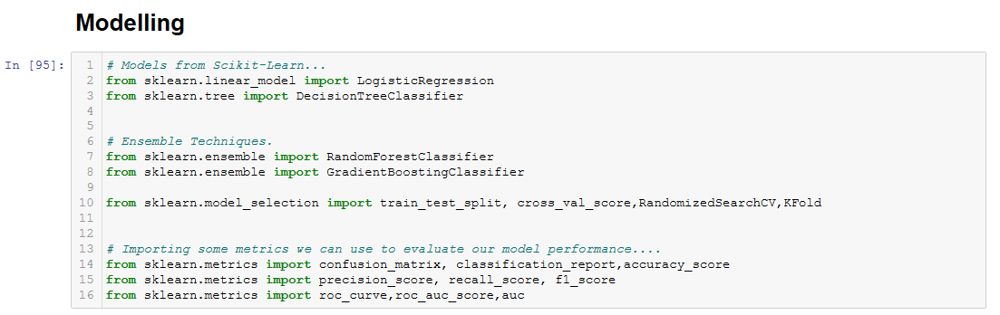 Modelling
In [95]:
1 # Models from Scikit-Learn...
2 from sklearn.linear_model import LogisticRegression
3 from sklearn.tree import DecisionTreeClassifier
4
5
6 # Ensemble Techniques.
7 from sklearn.ensemble import RandomForestClassifier
8 from sklearn.ensemble import GradientBoostingClassifier
9
10 from sklearn.model_selection import train_test_split, cross_val_score,RandomizedSearchCV,KFold
11
12
13 # Importing some metrics we can use to evaluate our model performance....
14 from sklearn.metrics import confusion_matrix, classification_report,accuracy_score
15 from sklearn.metrics import precision_score, recall_score, f1_score
16 from sklearn.metrics import roc_curve,roc_auc_score,auc